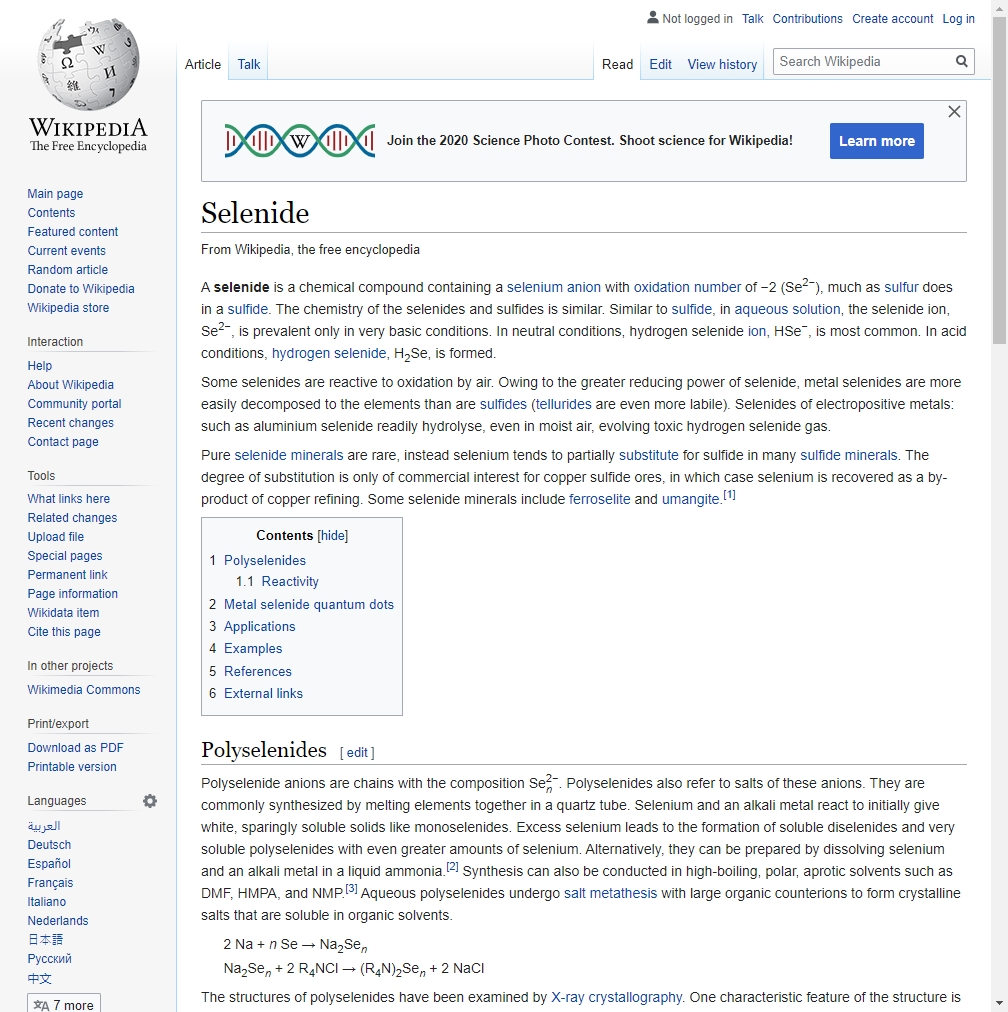 Not logged in Talk Contributions Create account Log in
Article Talk Read Edit View history Search Wikipedia
WIKIPEDIA
The Free Encyclopedia
Main page
Contents
Featured content
Current events
Random article
Donate to Wikipedia
Wikipedia store
Interaction
Help
About Wikipedia
Community portal
Recent changes
Contact page
Tools
What links here
Related changes
Upload file
Special pages
Permanent link
Page information
Wikidata item
Cite this page
In other projects
Wikimedia Commons
Print/export
Download as PDF
Printable version
Languages
العربية
Deutsch
Español
Français
Italiano
Nederlands
日本語
Русский
中文
7 more
Join the 2020 Science Photo Contest. Shoot science for Wikipedia! Learn more
Selenide
From Wikipedia, the free encyclopedia
A selenide is a chemical compound containing a selenium anion with oxidation number of −2 (Se²⁻), much as sulfur does
in a sulfide. The chemistry of the selenides and sulfides is similar. Similar to sulfide, in aqueous solution, the selenide ion,
Se²⁻, is prevalent only in very basic conditions. In neutral conditions, hydrogen selenide ion, HSe⁻, is most common. In acid
conditions, hydrogen selenide, H₂Se, is formed.
Some selenides are reactive to oxidation by air. Owing to the greater reducing power of selenide, metal selenides are more
easily decomposed to the elements than are sulfides (tellurides are even more labile). Selenides of electropositive metals:
such as aluminium selenide readily hydrolyse, even in moist air, evolving toxic hydrogen selenide gas.
Pure selenide minerals are rare, instead selenium tends to partially substitute for sulfide in many sulfide minerals. The
degree of substitution is only of commercial interest for copper sulfide ores, in which case selenium is recovered as a by-
product of copper refining. Some selenide minerals include ferroselite and umangite.[1]
Contents [hide]
1 Polyselenides
1.1 Reactivity
2 Metal selenide quantum dots
3 Applications
4 Examples
5 References
6 External links
Polyselenides [ edit ]
Polyselenide anions are chains with the composition Seₙ²⁻. Polyselenides also refer to salts of these anions. They are
commonly synthesized by melting elements together in a quartz tube. Selenium and an alkali metal react to initially give
white, sparingly soluble solids like monoselenides. Excess selenium leads to the formation of soluble diselenides and very
soluble polyselenides with even greater amounts of selenium. Alternatively, they can be prepared by dissolving selenium
and an alkali metal in a liquid ammonia.[2] Synthesis can also be conducted in high-boiling, polar, aprotic solvents such as
DMF, HMPA, and NMP.[3] Aqueous polyselenides undergo salt metathesis with large organic counterions to form crystalline
salts that are soluble in organic solvents.
2 Na + n Se → Na₂Seₙ
Na₂Seₙ + 2 R₄NCl → (R₄N)₂Seₙ + 2 NaCl
The structures of polyselenides have been examined by X-ray crystallography. One characteristic feature of the structure is